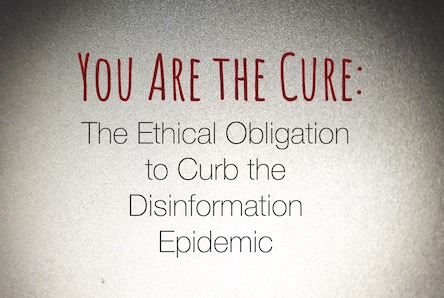 You Are the Cure:
The Ethical Obligation
to Curb the
Disinformation
Epidemic